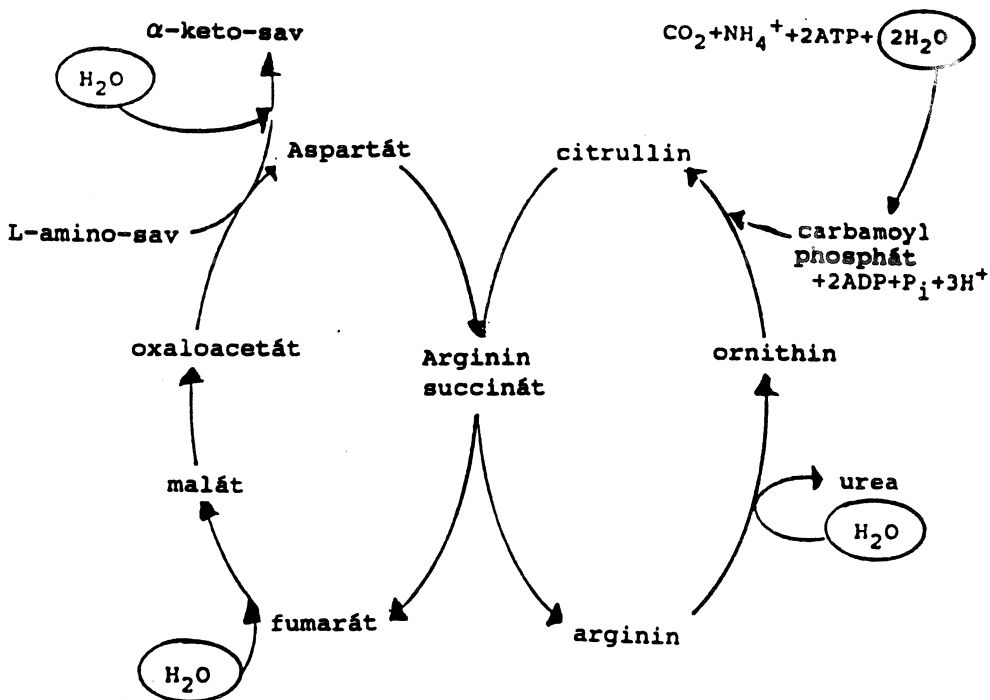 α-keto-sav
CO₂+NH₄⁺+2ATP+ 2H₂O
H₂O
Aspartát
citrullin
L-amino-sav
carbamoyl
phosphát
+2ADP+Pᵢ+3H⁺
oxaloacetát
Arginin
succinát
ornithin
malát
urea
H₂O
fumarát
arginin
H₂O